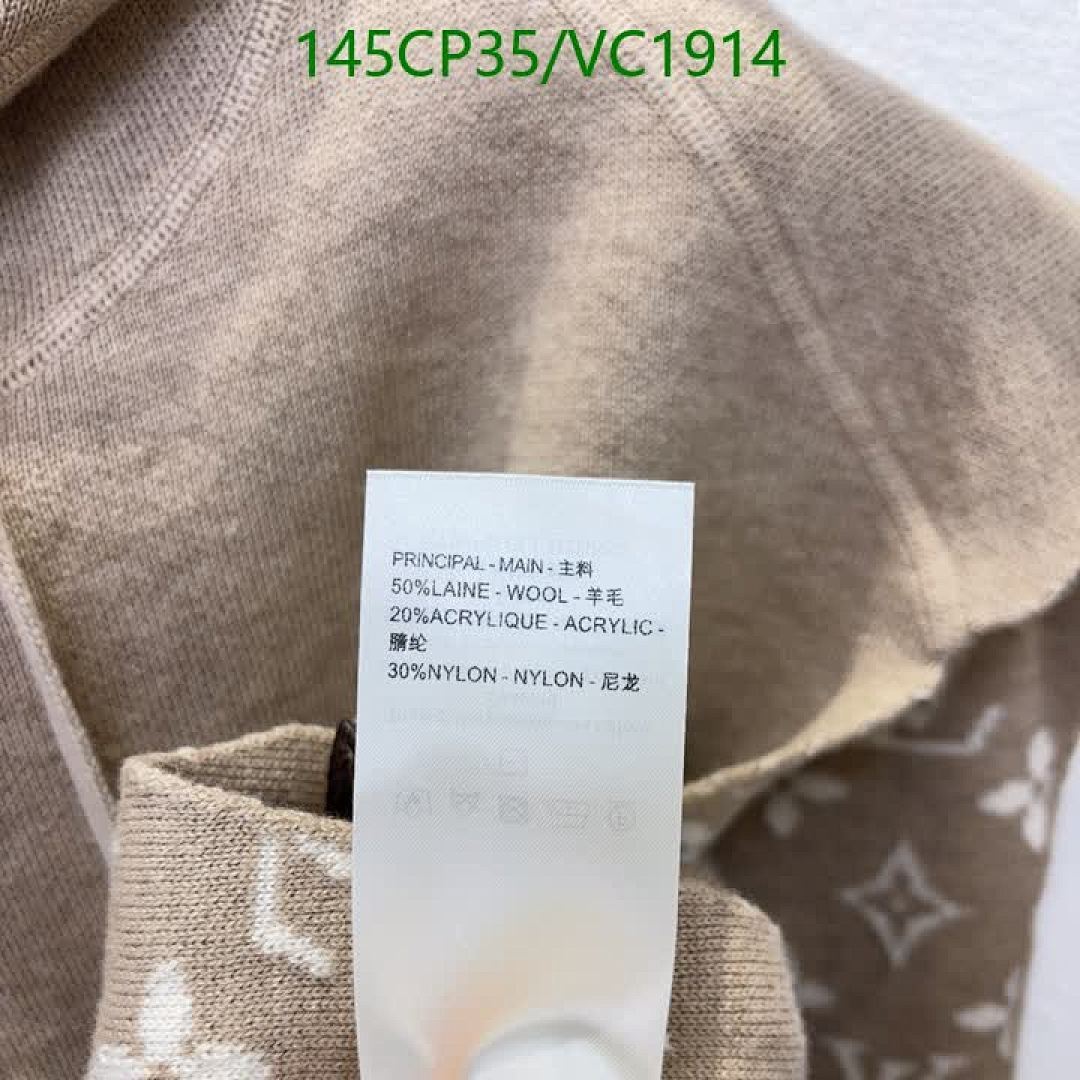 145CP35/VC1914
PRINCIPAL - MAIN - 主料
50%LAINE - WOOL - 羊毛
20%ACRYLIQUE - ACRYLIC -
腈纶
30%NYLON - NYLON - 尼龙